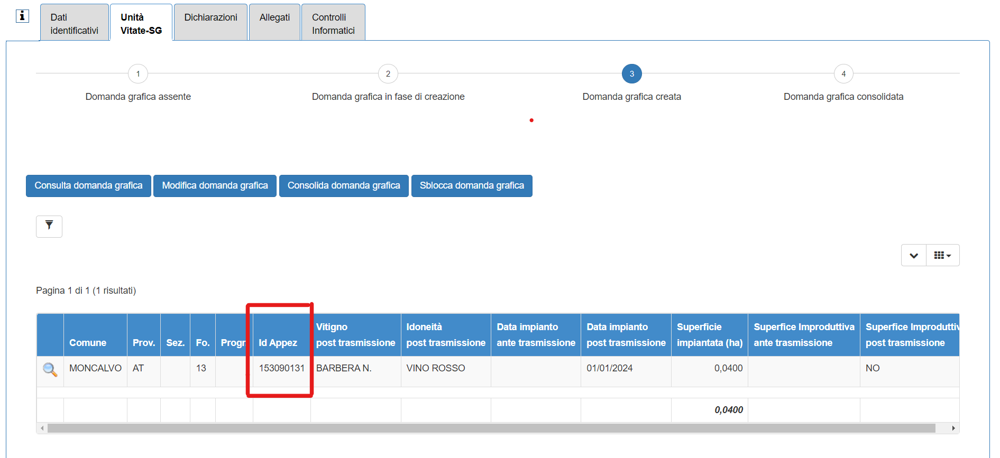 i
Dati
identificativi
Unità
Vitate-SG
Dichiarazioni
Allegati
Controlli
Informatici
1
2
3
4
Domanda grafica assente
Domanda grafica in fase di creazione
Domanda grafica creata
Domanda grafica consolidata
Consulta domanda grafica
Modifica domanda grafica
Consolida domanda grafica
Sblocca domanda grafica
Pagina 1 di 1 (1 risultati)
Comune
Prov.
Sez.
Fo.
Progr.
Id Appez
Vitigno
post trasmissione
Idoneità
post trasmissione
Data impianto
ante trasmissione
Data impianto
post trasmissione
Superficie
impiantata (ha)
Superfice Improduttiva
ante trasmissione
Superfice Improduttiv
post trasmissione
MONCALVO AT 13 153090131 BARBERA N. VINO ROSSO 01/01/2024 0,0400 NO
0,0400